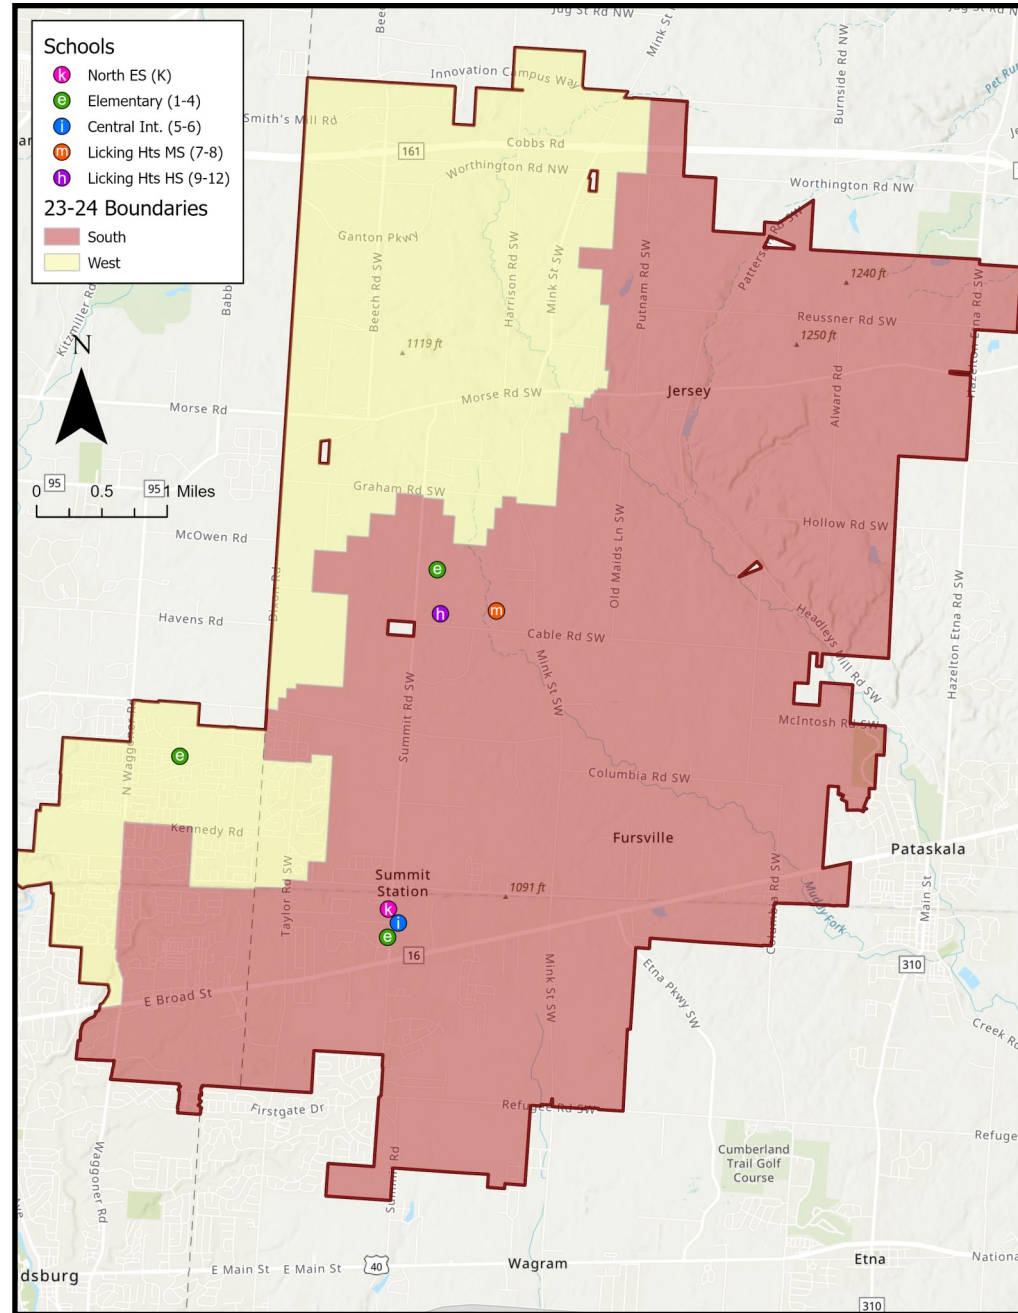 Schools
k North ES (K)
e Elementary (1-4)
i Central Int. (5-6)
m Licking Hts MS (7-8)
h Licking Hts HS (9-12)
23-24 Boundaries
South
West
Jug St Rd NW
Mink St
Burnside Rd NW
Innovation Campus Way
Smith's Mill Rd
161
Cobbs Rd
Worthington Rd NW
Worthington Rd NW
Ganton Pkwy
Beech Rd SW
Harrison Rd SW
Mink St SW
Putnam Rd SW
1240 ft
Kitzmiller Rd
Reussner Rd SW
1250 ft
Hazelton Etna Rd SW
N
1119 ft
Morse Rd SW
Jersey
Alward Rd
Morse Rd
0 0.5 1 Miles
95
95
Graham Rd SW
McOwen Rd
Old Maids Ln SW
Hollow Rd SW
e
h
m
Havens Rd
Cable Rd SW
Headleys Mill Rd SW
Hazelton Etna Rd SW
Mink St SW
Summit Rd SW
N Waggoner Rd
McIntosh Rd SW
e
Columbia Rd SW
Kennedy Rd
Fursville
Pataskala
Taylor Rd SW
Summit
Station
1091 ft
Columbia Rd SW
Muddy Fork
Main St
k
i
e
16
310
E Broad St
Mink St SW
Etna Pkwy SW
Creek Rd
Firstgate Dr
Refugee Rd SW
Refuge
Waggoner Rd
Cumberland
Trail Golf
Course
dsburg
E Main St
E Main St
40
Wagram
Etna
Nationa
310